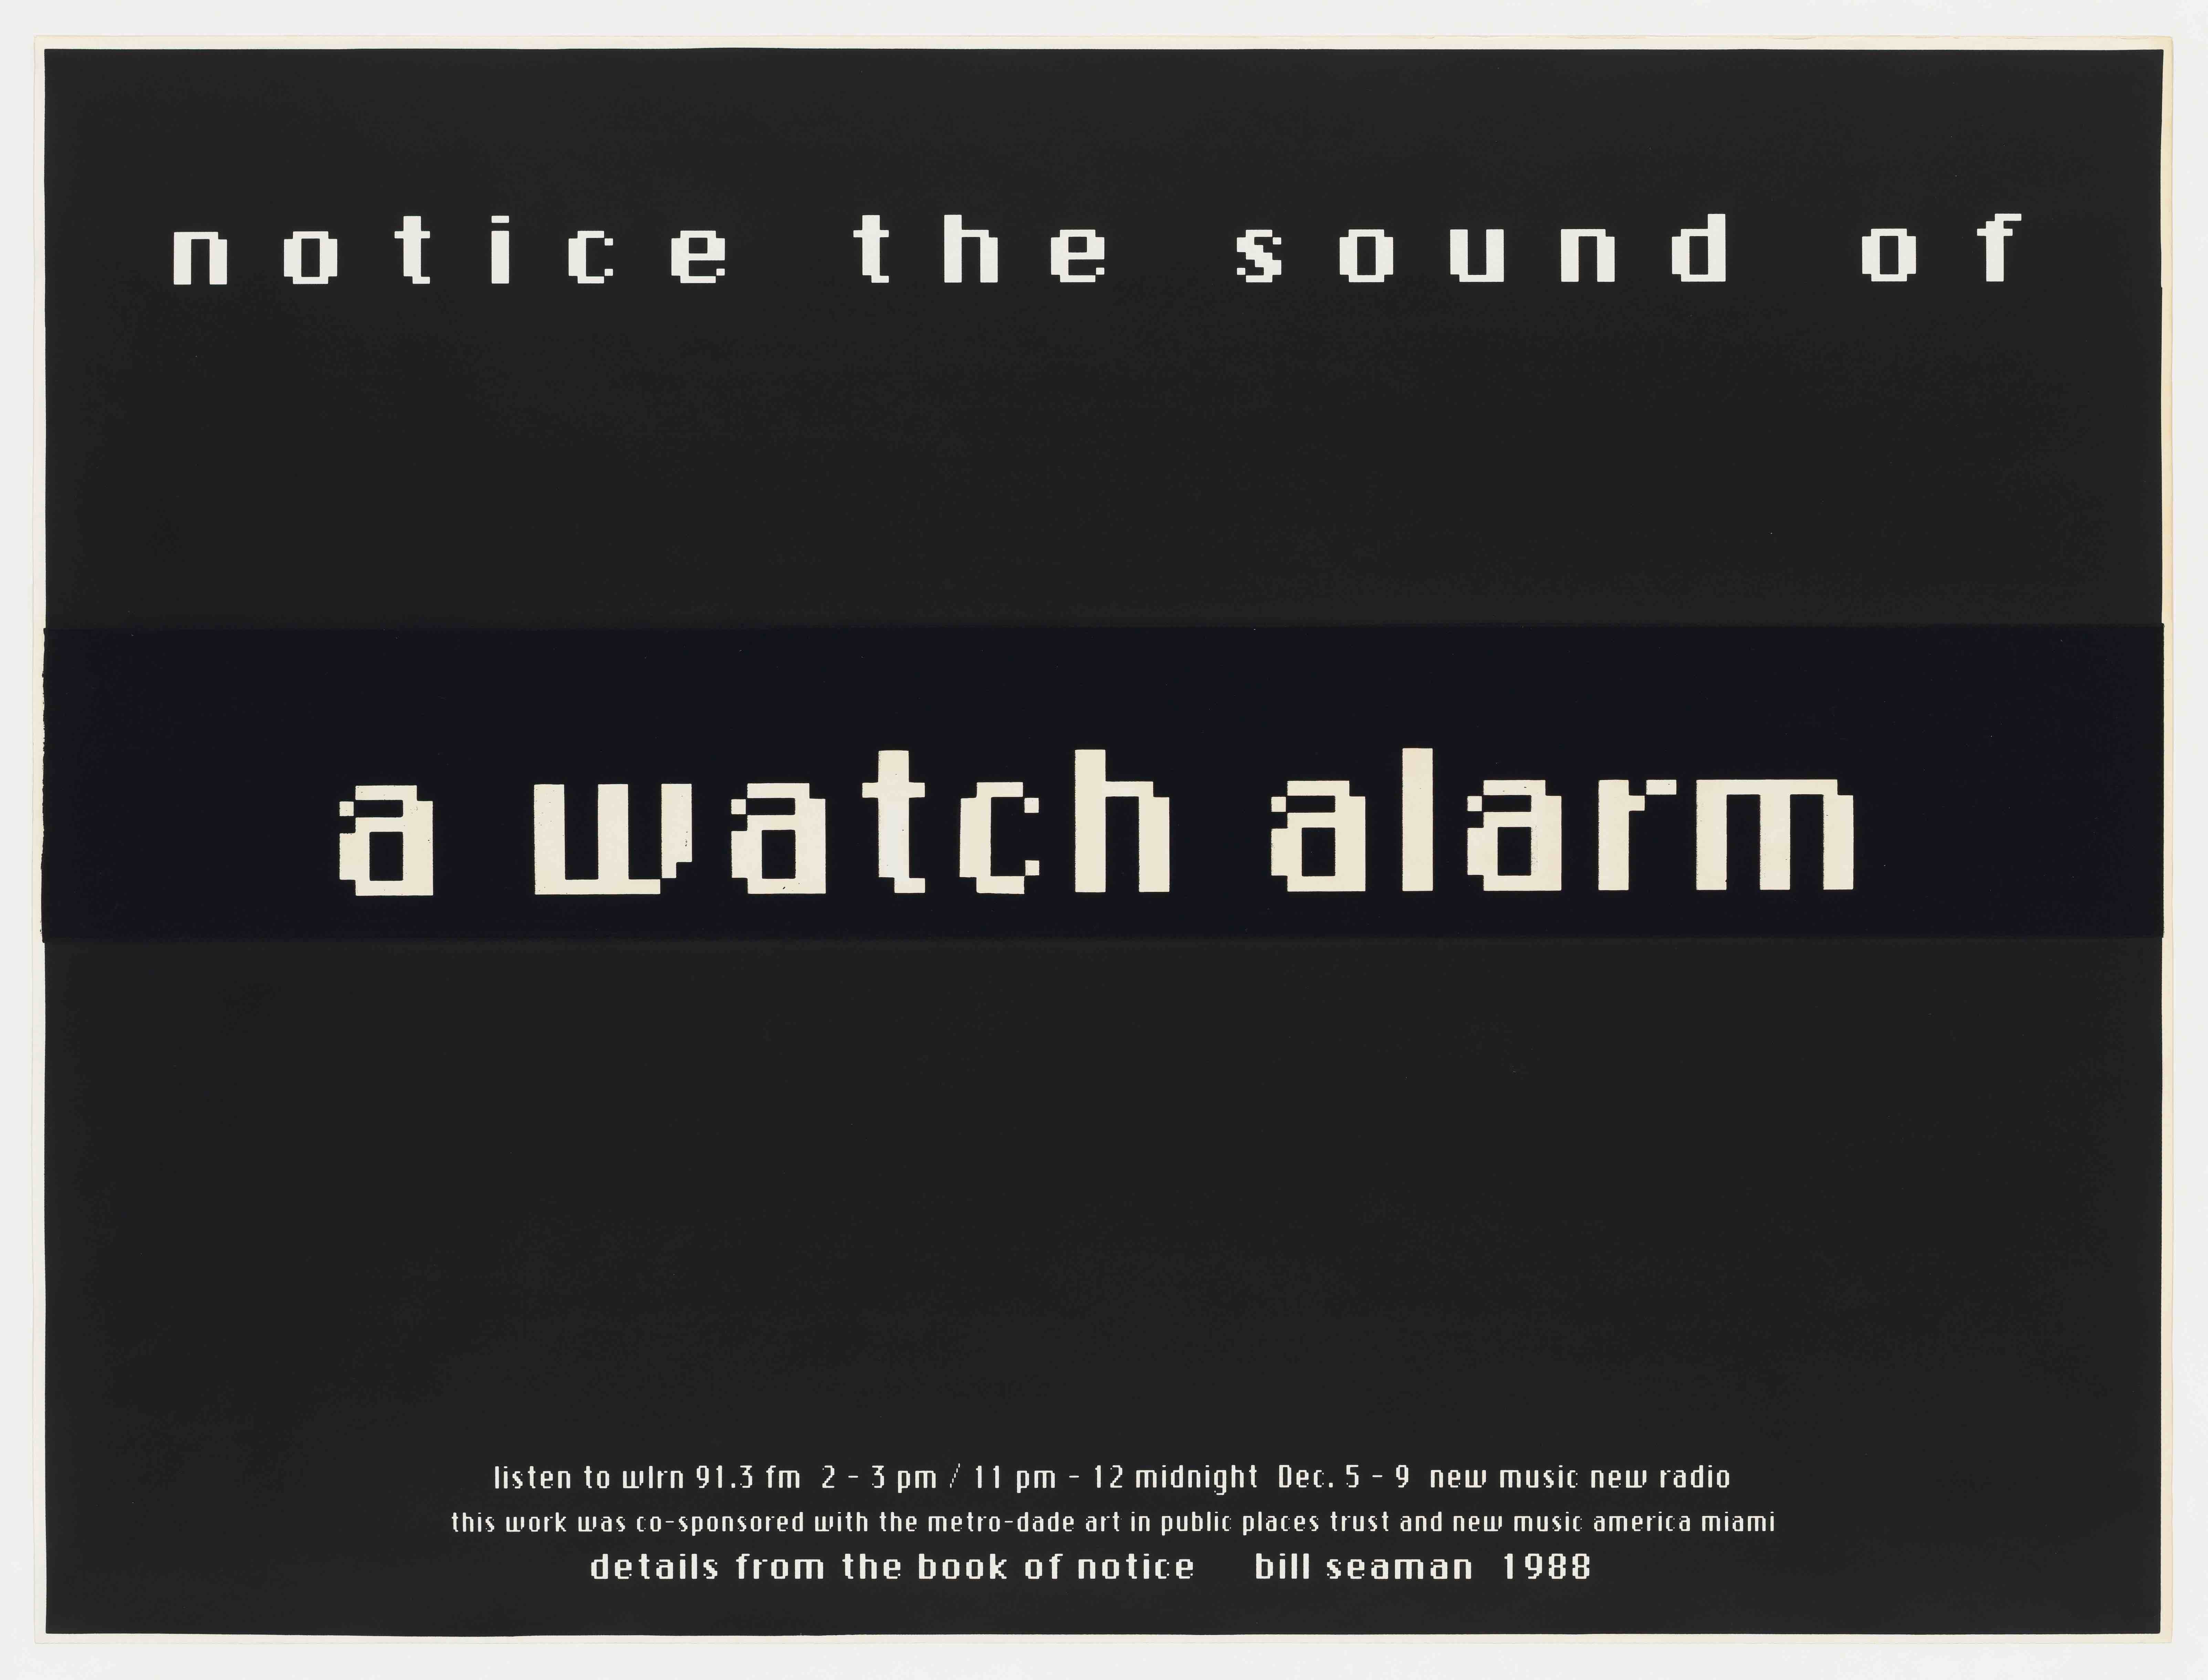 notice the sound of
a watch alarm
listen to wlrn 91.3 fm 2 - 3 pm / 11 pm - 12 midnight Dec. 5 - 9 new music new radio
this work was co-sponsored with the metro-dade art in public places trust and new music america miami
details from the book of notice bill seaman 1988